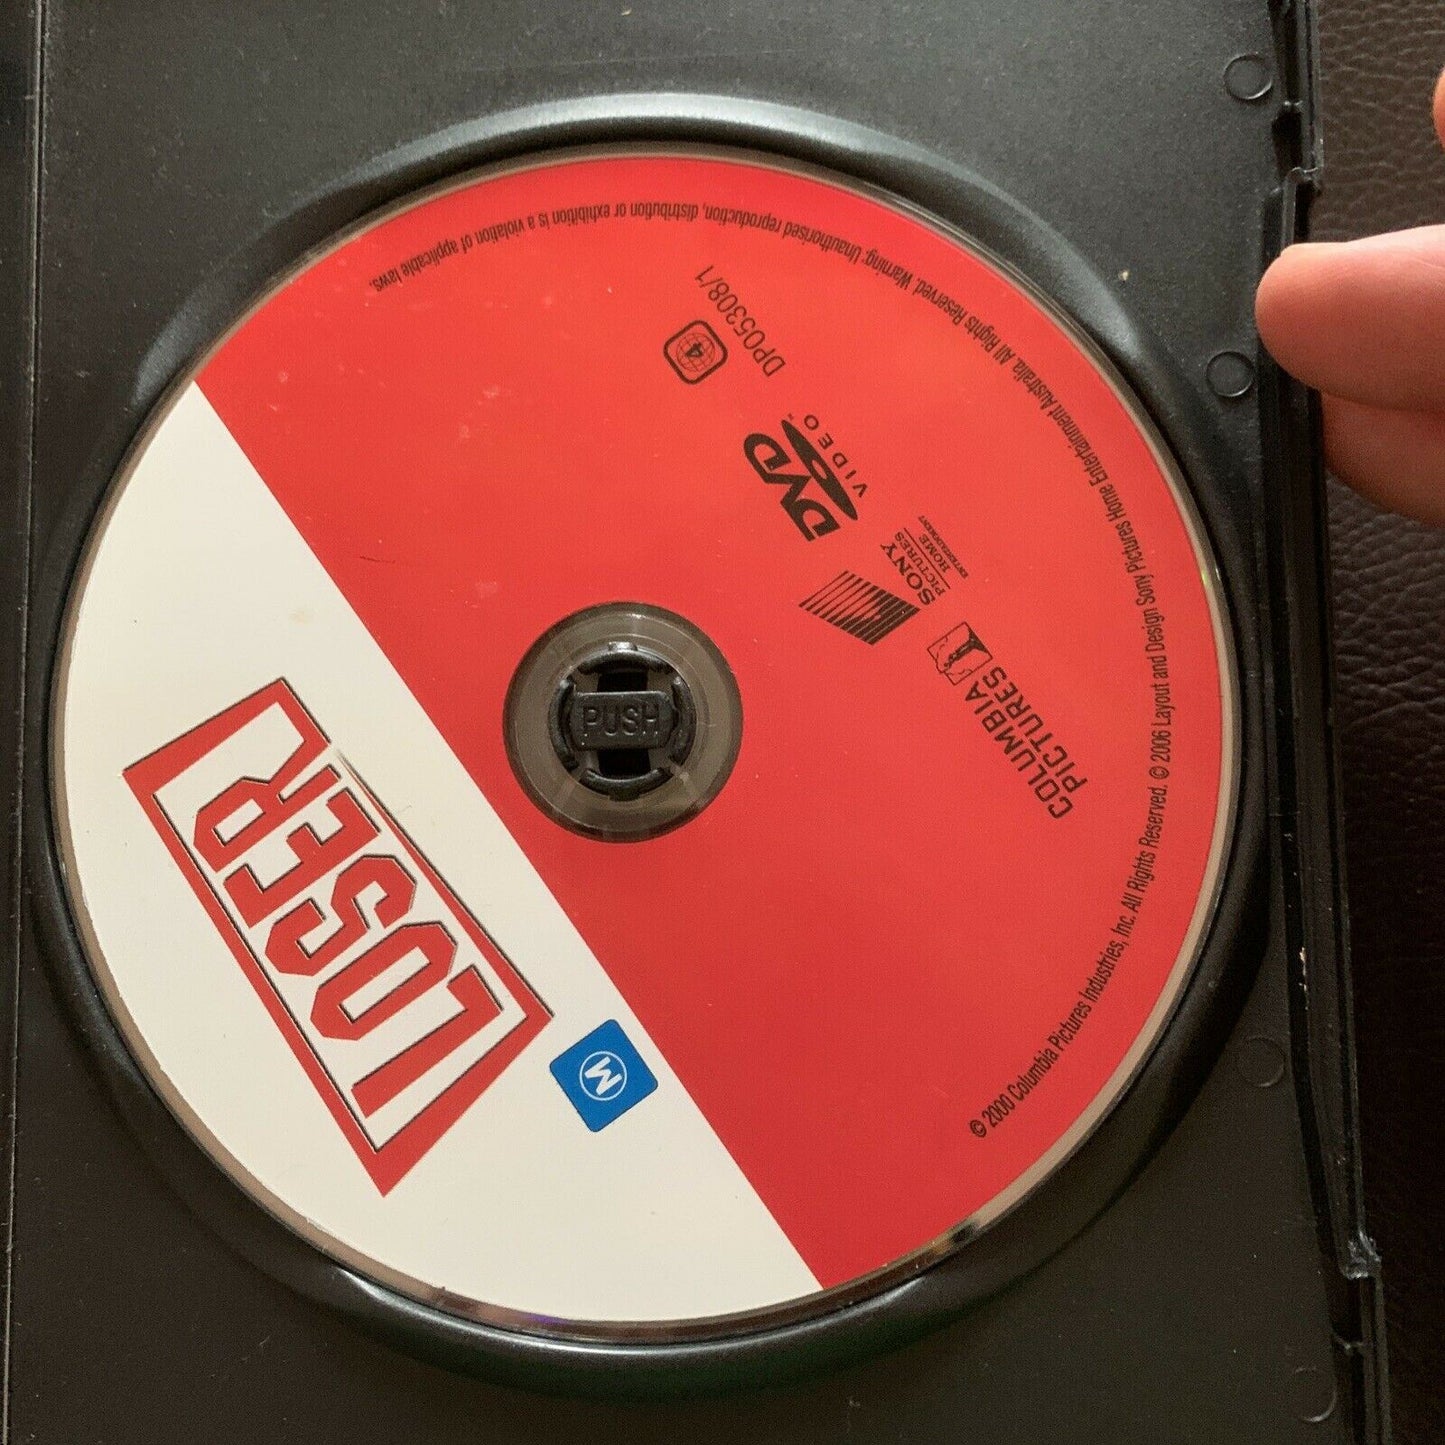 LOSER
M
COLUMBIA
PICTURES
SONY
PICTURES
HOME
ENTERTAINMENT
DVD
VIDEO™
4
DP05308/1
PUSH
© 2000 Columbia Pictures Industries, Inc. All Rights Reserved. © 2006 Layout and Design Sony Pictures Home Entertainment Australia. All Rights Reserved. Warning: Unauthorised reproduction, distribution or exhibition is a violation of applicable laws.